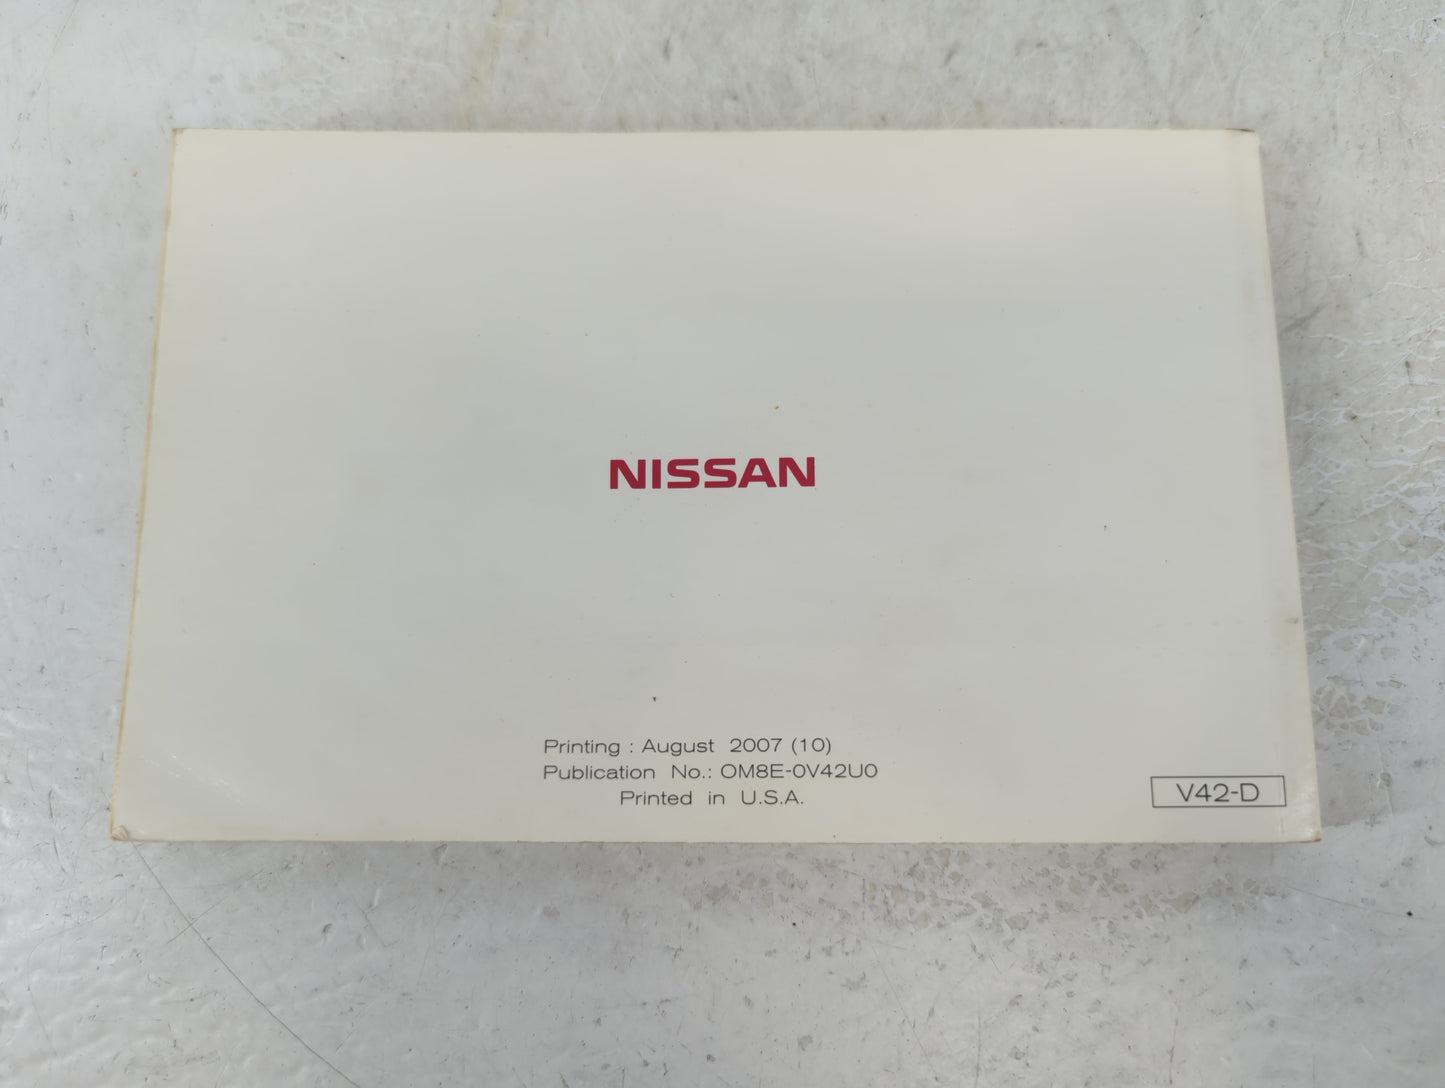 NISSAN
Printing : August 2007 (10)
Publication No.: OM8E-0V42U0
Printed in U.S.A.
V42-D